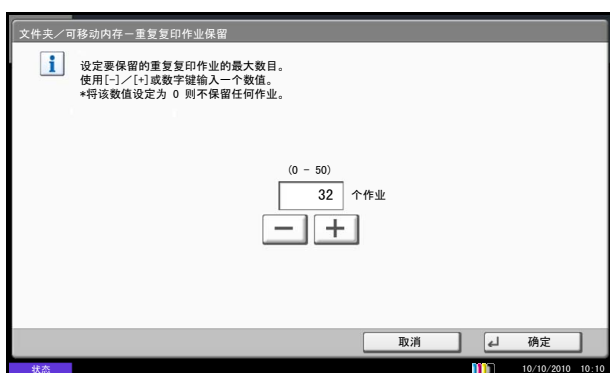 文件夹／可移动内存－重复复印作业保留
设定要保留的重复复印作业的最大数目。
使用[-]／[+]或数字键输入一个数值。
*将该数值设定为 0 则不保留任何作业。
(0 - 50)
32 个作业
取消 确定
状态 10/10/2010 10:10